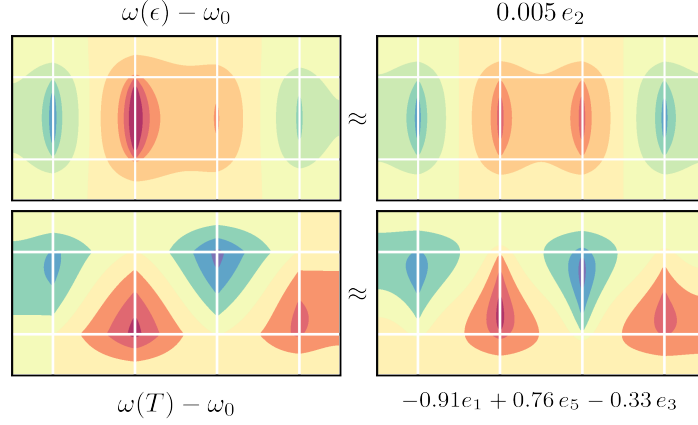 ω(ϵ) − ω₀
0.005 e₂
≈
≈
ω(T) − ω₀
−0.91e₁ + 0.76 e₅ − 0.33 e₃